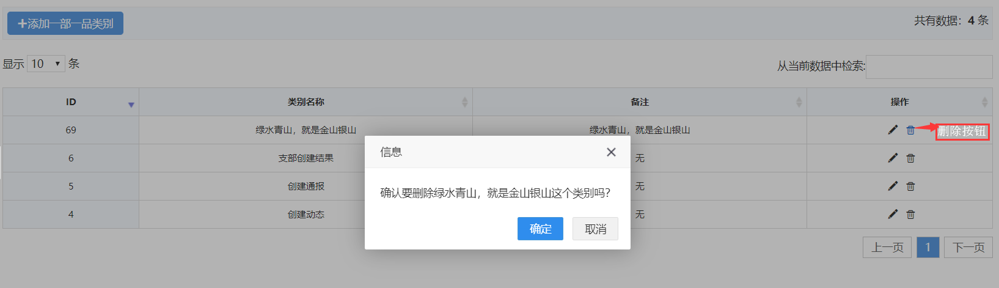 添加一部一品类别
共有数据：4 条
显示 10 条
从当前数据中检索:
ID 类别名称 备注 操作
69 绿水青山，就是金山银山 绿水青山，就是金山银山 删除按钮
6 支部创建结果 无
5 创建通报 无
4 创建动态 无
信息
确认要删除绿水青山，就是金山银山这个类别吗？
确定 取消
上一页 1 下一页